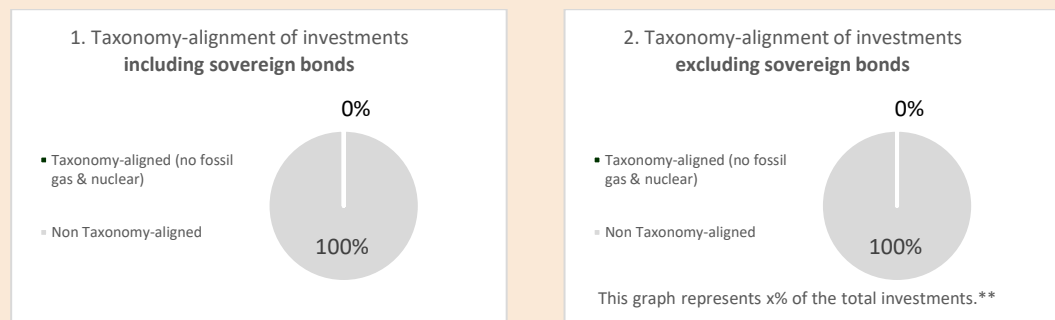 1. Taxonomy-alignment of investments
including sovereign bonds
0%
Taxonomy-aligned (no fossil
gas & nuclear)
Non Taxonomy-aligned
100%
2. Taxonomy-alignment of investments
excluding sovereign bonds
0%
Taxonomy-aligned (no fossil
gas & nuclear)
Non Taxonomy-aligned
100%
This graph represents x% of the total investments.**